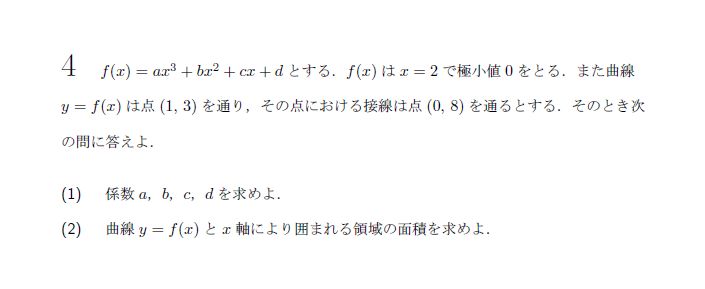 4 f(x) = ax³ + bx² + cx + d とする．f(x) は x = 2 で極小値 0 をとる．また曲線
y = f(x) は点 (1, 3) を通り，その点における接線は点 (0, 8) を通るとする．そのとき次
の問に答えよ．
(1) 係数 a，b，c，d を求めよ．
(2) 曲線 y = f(x) と x 軸により囲まれる領域の面積を求めよ．